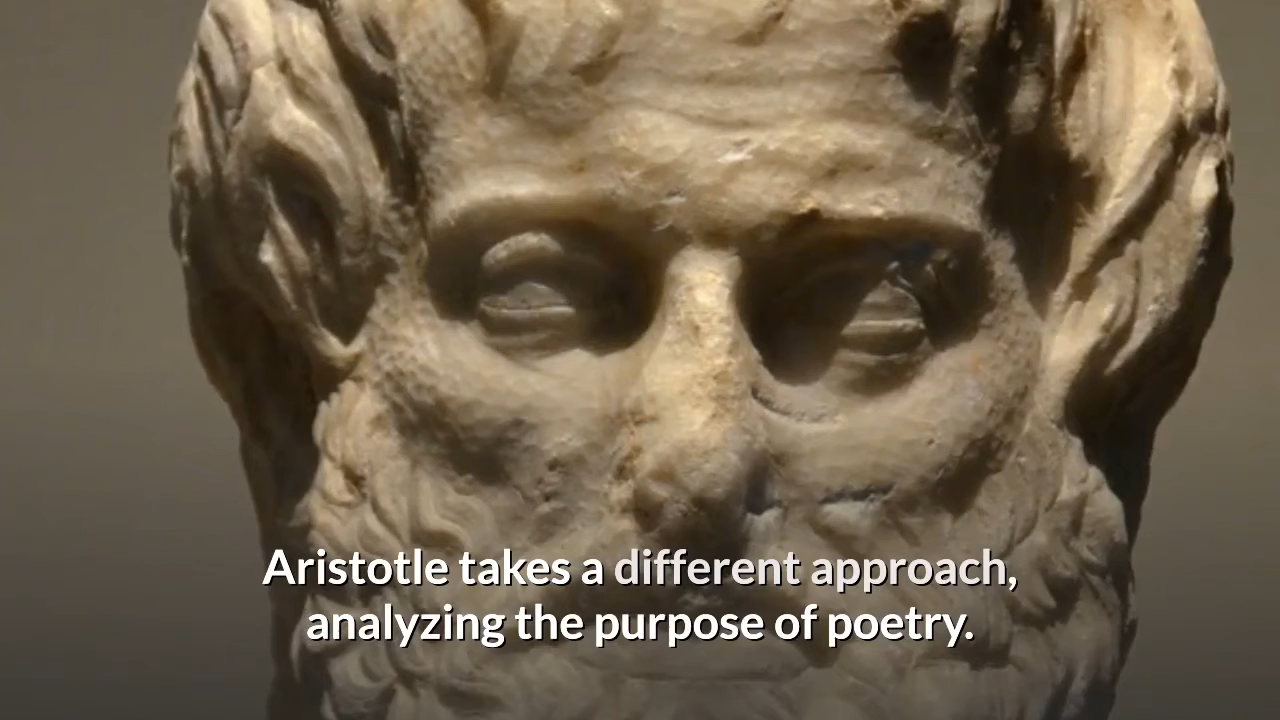 Aristotle takes a different approach,
analyzing the purpose of poetry.